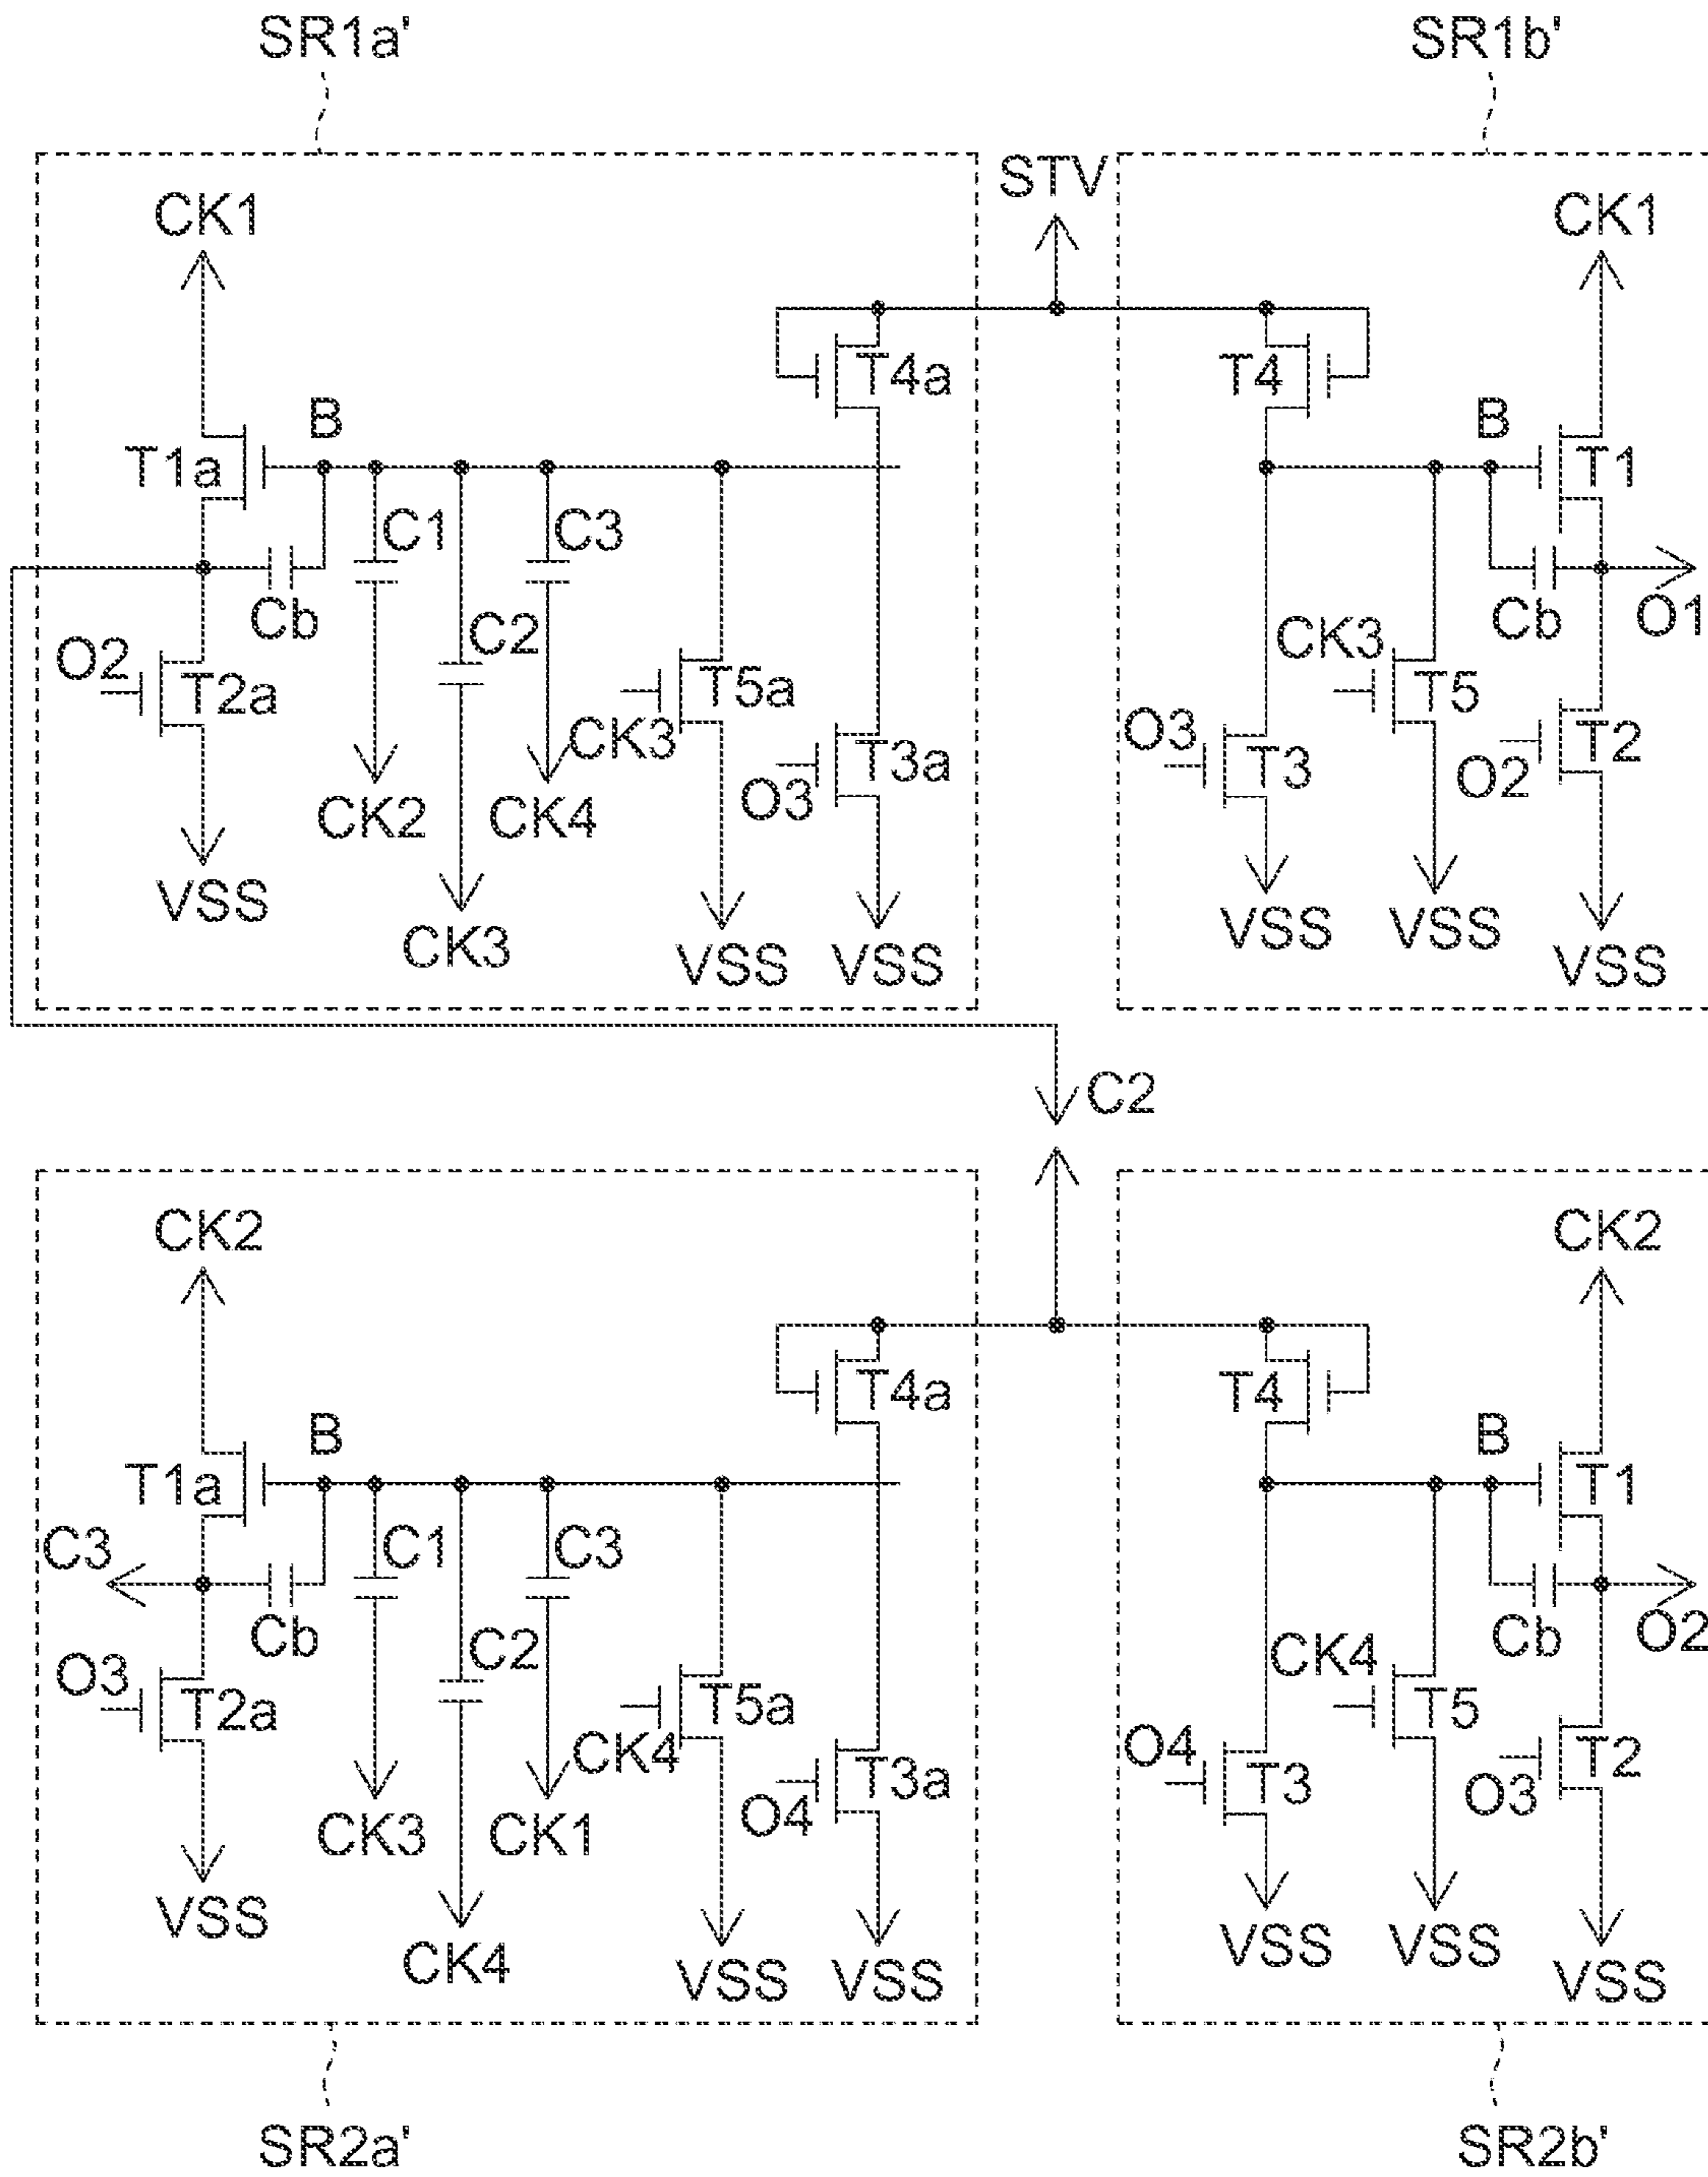 SR1a'
SR1b'
STV
CK1
CK1
T4a
T4
B
B
T1a
T1
C1
C3
Cb
Cb
O1
C2
CK3
O2
T2a
T5a
T5
CK3
O3
T2
T3a
T3
O3
O2
CK2
CK4
VSS
CK3
VSS
VSS
VSS
VSS
VSS
C2
CK2
CK2
T4a
T4
B
B
T1a
T1
C3
C1
C3
Cb
Cb
O2
C2
CK4
O3
T2a
T5a
T5
CK4
O4
T2
T3a
T3
O4
O3
CK3
CK1
VSS
CK4
VSS
VSS
VSS
VSS
VSS
SR2a'
SR2b'